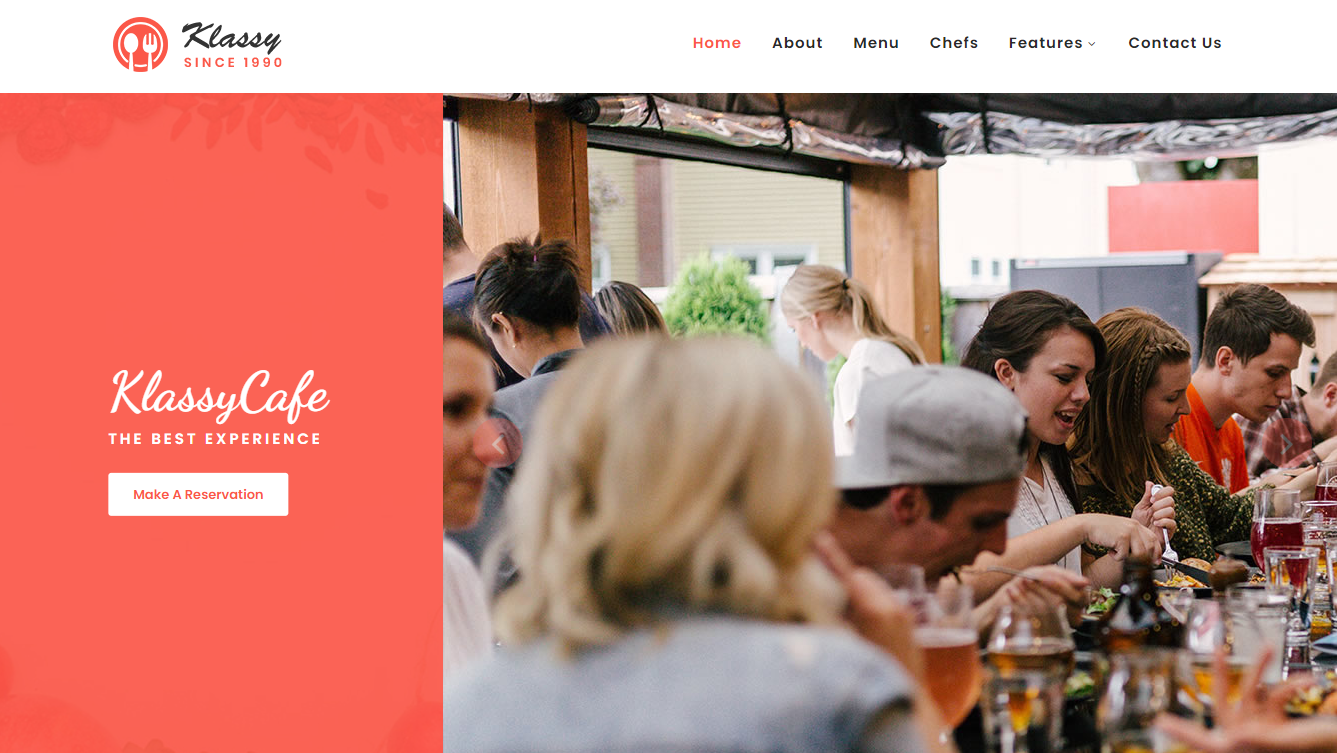 Klassy
SINCE 1990
Home About Menu Chefs Features Contact Us
KlassyCafe
THE BEST EXPERIENCE
Make A Reservation